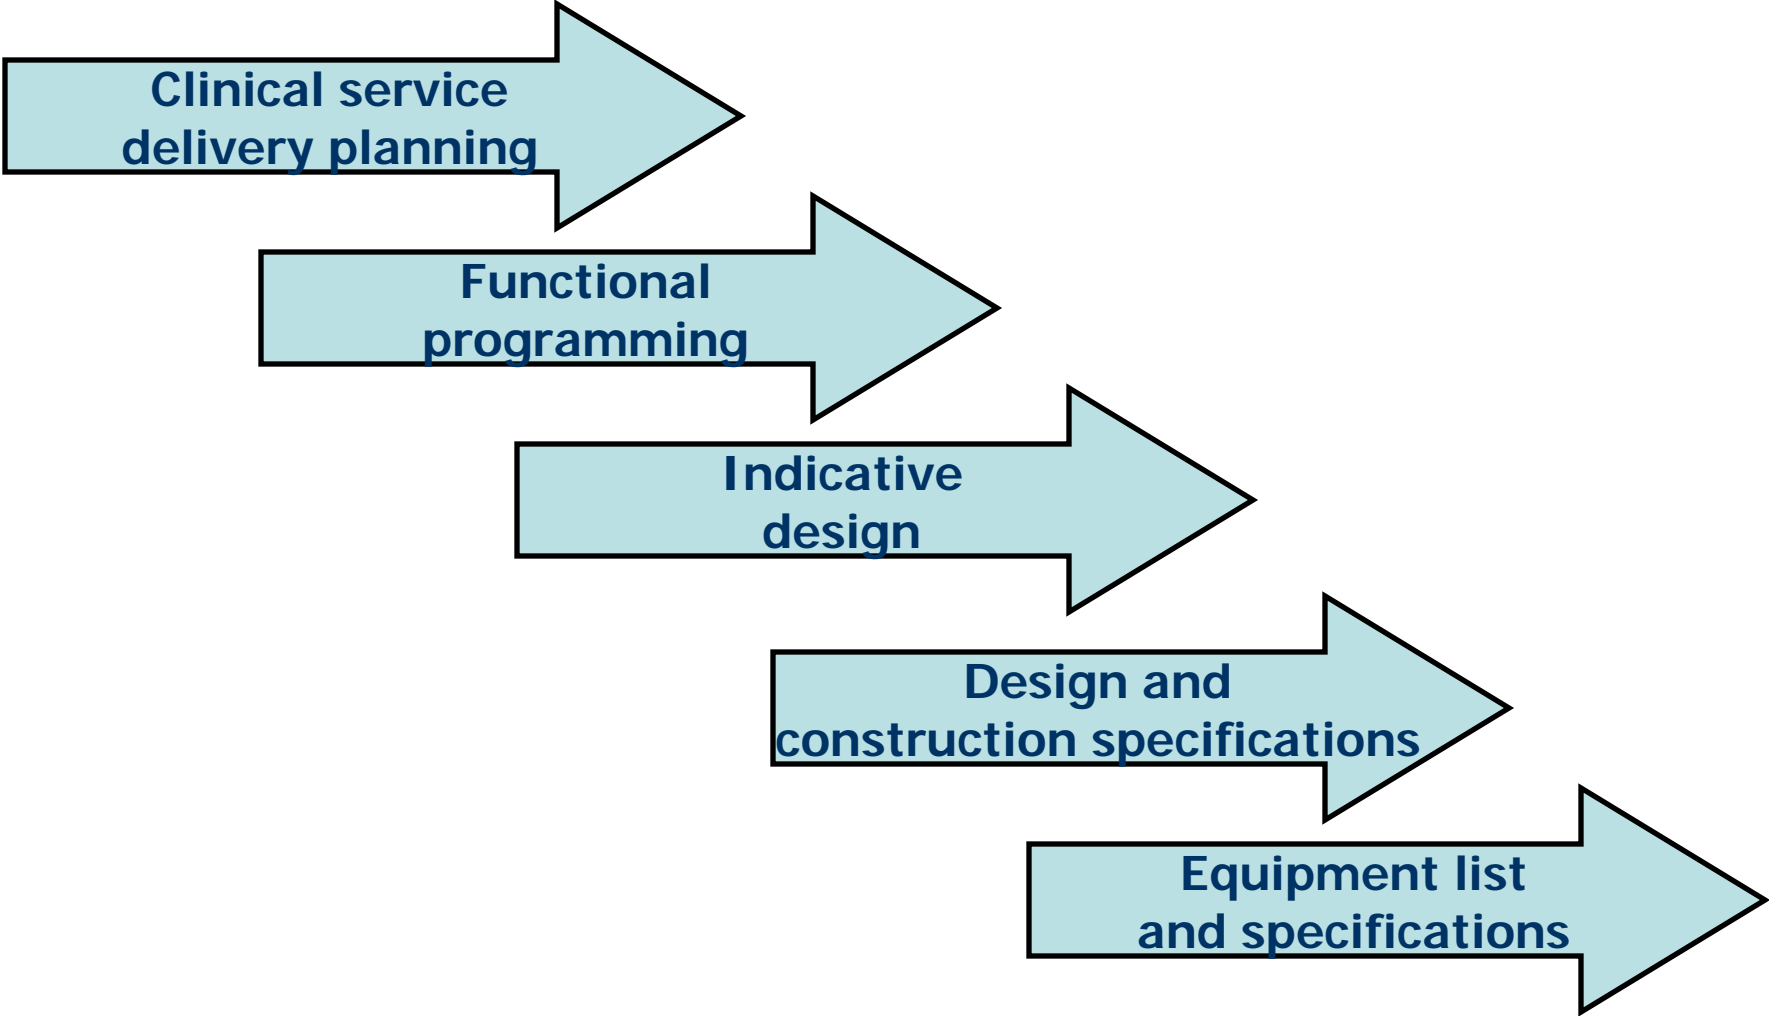 Clinical service
delivery planning
Functional
programming
Indicative
design
Design and
construction specifications
Equipment list
and specifications